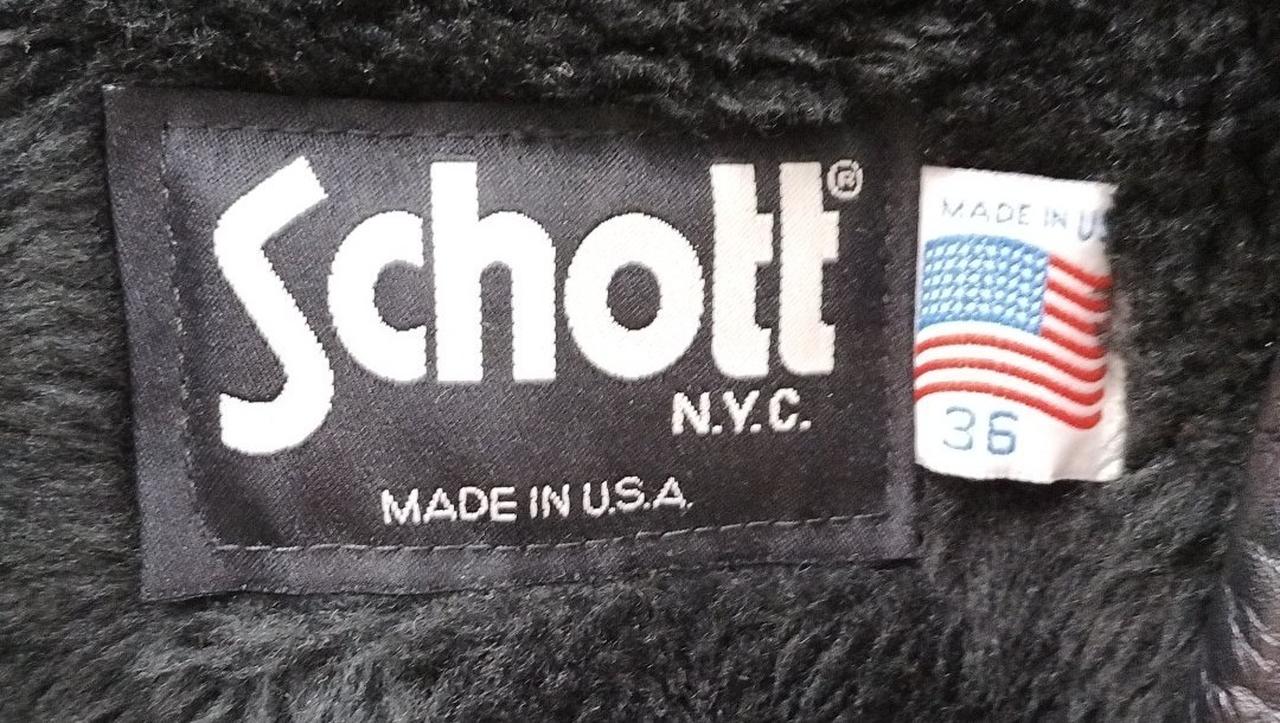 Schott®
N.Y.C.
MADE IN U.S.A.
MADE IN US
36